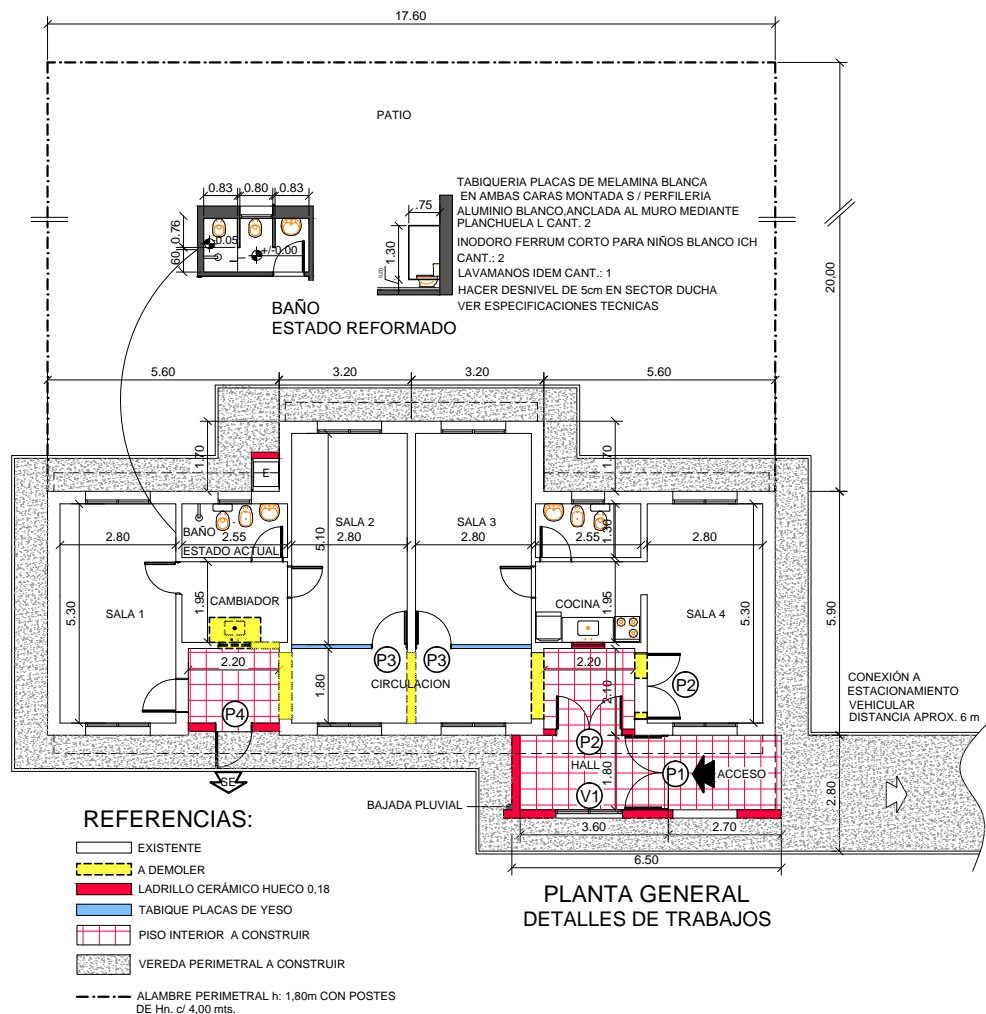 17.60
PATIO
0.83
0.80
0.83
0.76
.60
-0.05
+/-0.00
.75
1.30
0,20
TABIQUERIA PLACAS DE MELAMINA BLANCA
EN AMBAS CARAS MONTADA S / PERFILERIA
ALUMINIO BLANCO,ANCLADA AL MURO MEDIANTE
PLANCHUELA L CANT. 2
INODORO FERRUM CORTO PARA NIÑOS BLANCO ICH
CANT.: 2
LAVAMANOS IDEM CANT.: 1
HACER DESNIVEL DE 5cm EN SECTOR DUCHA
VER ESPECIFICACIONES TECNICAS
BAÑO
ESTADO REFORMADO
20,00
5.60
3.20
3.20
5.60
1.70
1.70
E
BAÑO
2.55
ESTADO ACTUAL
2.80
SALA 2
5.10
2.80
SALA 3
2.80
1.30
2.55
2.80
SALA 1
5.30
1.95
CAMBIADOR
COCINA
1.95
SALA 4
5.30
5.90
2.20
1.80
P3
P3
CIRCULACION
2.20
2.10
P2
P4
P2
HALL
1.80
P1
ACCESO
V1
SE
CONEXIÓN A
ESTACIONAMIENTO
VEHICULAR
DISTANCIA APROX. 6 m
2.80
BAJADA PLUVIAL
3.60
2.70
6.50
PLANTA GENERAL
DETALLES DE TRABAJOS
REFERENCIAS:
EXISTENTE
A DEMOLER
LADRILLO CERÁMICO HUECO 0,18
TABIQUE PLACAS DE YESO
PISO INTERIOR A CONSTRUIR
VEREDA PERIMETRAL A CONSTRUIR
ALAMBRE PERIMETRAL h: 1,80m CON POSTES
DE Hn. c/ 4,00 mts.